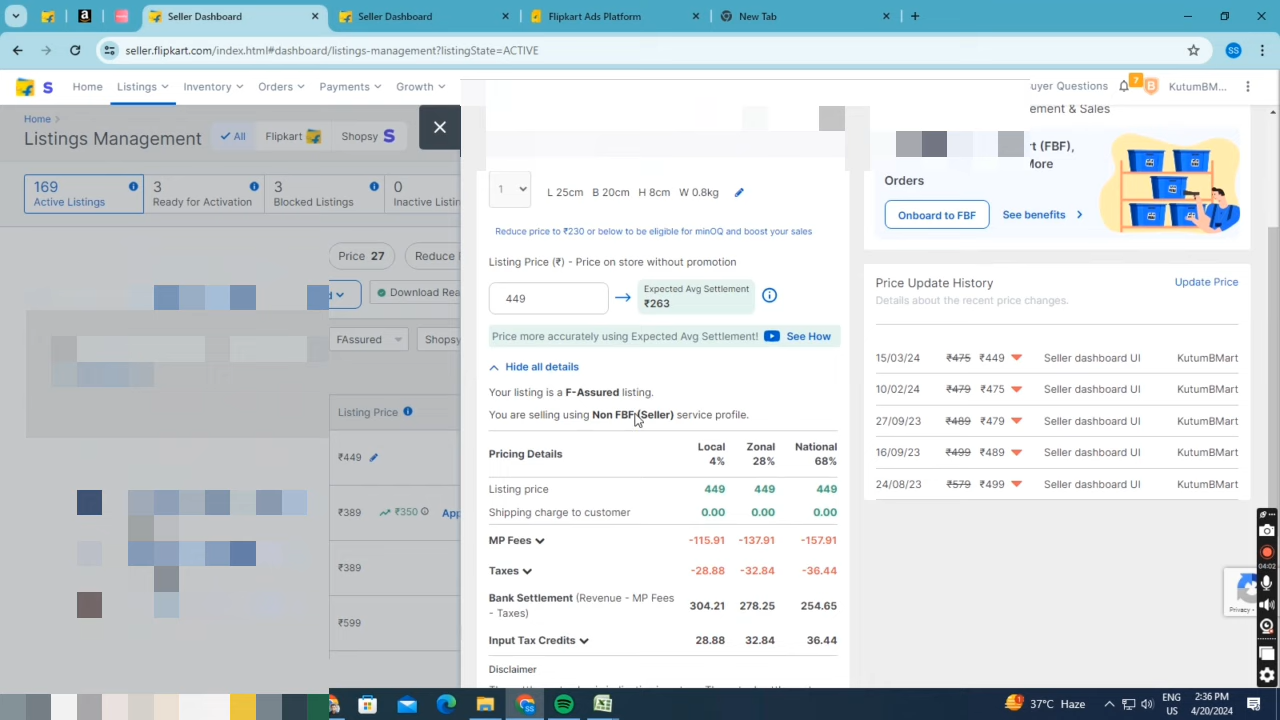 Selling Dashboard
Seller Dashboard
Flipkart Ads Platform
New Tab
seller.flipkart.com/index.html#dashboard/listings-management?listingState=ACTIVE
SS
S
Home
Listings
Inventory
Orders
Payments
Growth
uyer Questions
7
B
KutumBM...
Home
Listings Management
All
Flipkart
Shopsy
S
169
Active Listings
3
Ready for Activation
3
Blocked Listings
0
Inactive Listin
Price 27
Reduce
Download Rea
FAssured
Shopsy
Listing Price
₹449
₹389
₹350
App
₹389
₹599
1
L 25cm B 20cm H 8cm W 0.8kg
Reduce price to ₹230 or below to be eligible for minOQ and boost your sales
Listing Price (₹) - Price on store without promotion
449
Expected Avg Settlement
₹263
Price more accurately using Expected Avg Settlement!
See How
Hide all details
Your listing is a F-Assured listing.
You are selling using Non FBF (Seller) service profile.
Pricing Details
Local
4%
Zonal
28%
National
68%
Listing price 449 449 449
Shipping charge to customer 0.00 0.00 0.00
MP Fees -115.91 -137.91 -157.91
Taxes -28.88 -32.84 -36.44
Bank Settlement (Revenue - MP Fees
- Taxes) 304.21 278.25 254.65
Input Tax Credits 28.88 32.84 36.44
Disclaimer
ement & Sales
rt (FBF),
More
Orders
Onboard to FBF
See benefits
Price Update History
Update Price
Details about the recent price changes.
15/03/24 ₹475 ₹449 Seller dashboard UI KutumBMart
10/02/24 ₹479 ₹475 Seller dashboard UI KutumBMart
27/09/23 ₹489 ₹479 Seller dashboard UI KutumBMart
16/09/23 ₹499 ₹489 Seller dashboard UI KutumBMart
24/08/23 ₹579 ₹499 Seller dashboard UI KutumBMart
04:02
Privacy -
37°C Haze
ENG
US
2:36 PM
4/20/2024